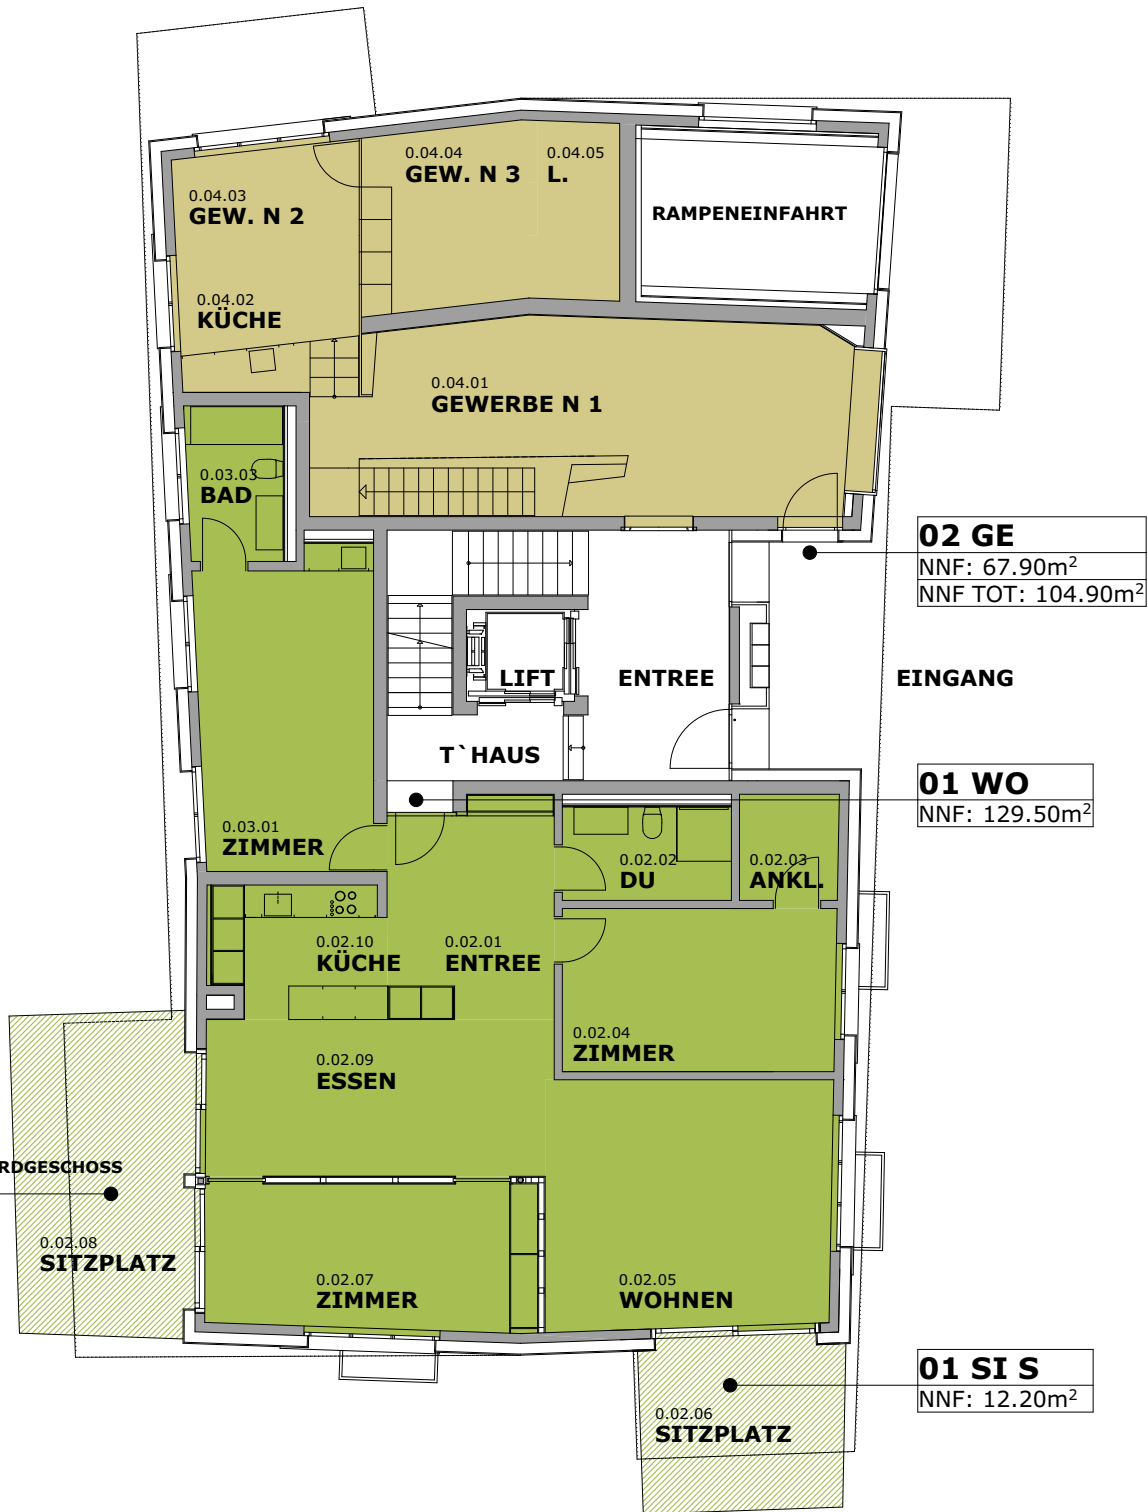 0.04.04
GEW. N 3
0.04.05
L.
0.04.03
GEW. N 2
RAMPENEINFAHRT
0.04.02
KÜCHE
0.04.01
GEWERBE N 1
0.03.03
BAD
02 GE
NNF: 67.90m²
NNF TOT: 104.90m²
LIFT
ENTREE
EINGANG
T`HAUS
01 WO
NNF: 129.50m²
0.03.01
ZIMMER
0.02.02
DU
0.02.03
ANKL.
0.02.10
KÜCHE
0.02.01
ENTREE
0.02.04
ZIMMER
0.02.09
ESSEN
RDGESCHOSS
0.02.08
SITZPLATZ
0.02.07
ZIMMER
0.02.05
WOHNEN
01 SI S
NNF: 12.20m²
0.02.06
SITZPLATZ